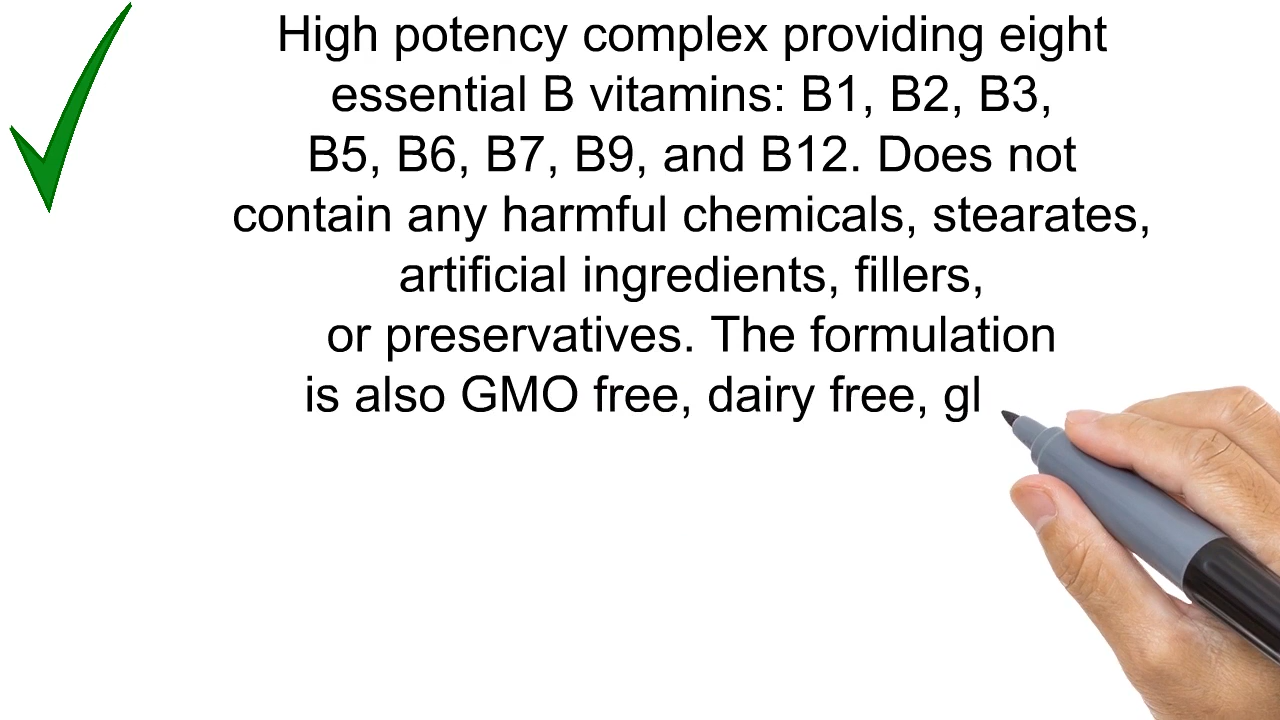 High potency complex providing eight
essential B vitamins: B1, B2, B3,
B5, B6, B7, B9, and B12. Does not
contain any harmful chemicals, stearates,
artificial ingredients, fillers,
or preservatives. The formulation
is also GMO free, dairy free, gl